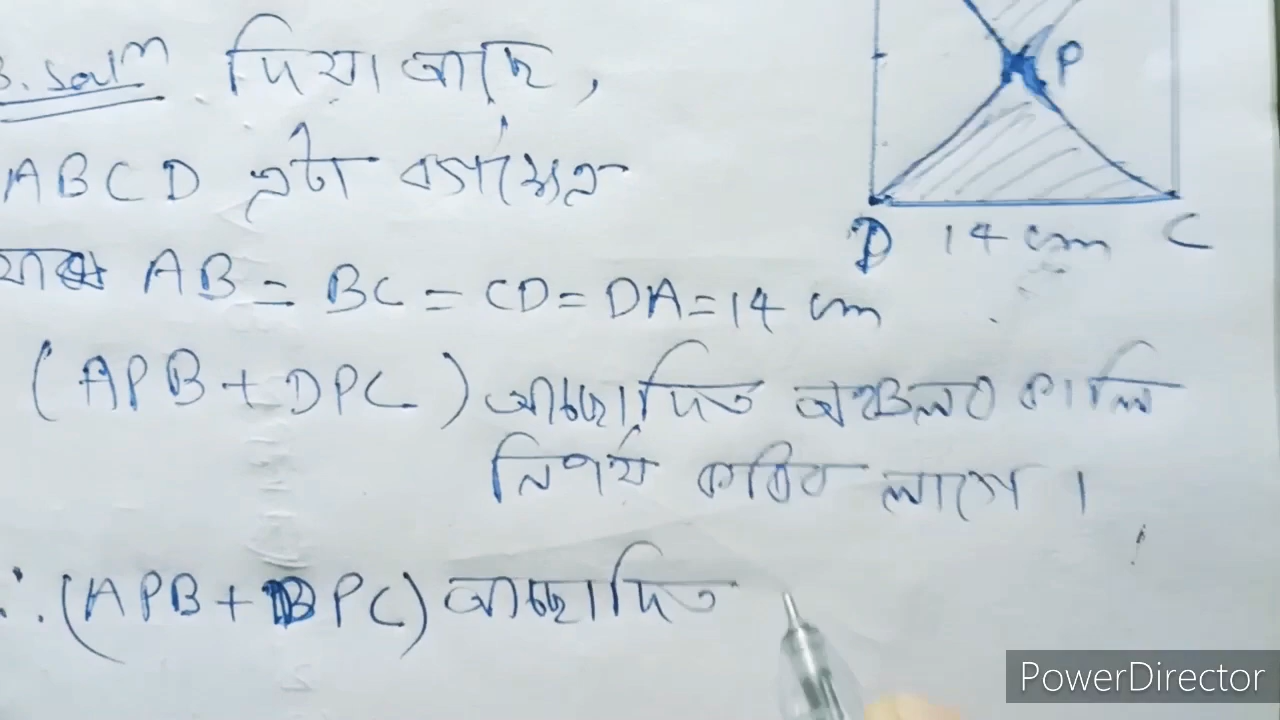 3. Solⁿ দিয়া আছে,
ABCD এটা বৰ্গক্ষেত্ৰ
য'ত AB = BC = CD = DA = 14 cm
(APB + DPC) আচ্ছাদিত অঞ্চলৰ কালি
নিৰ্ণয় কৰিব লাগে।
∴ (APB + DPC) আচ্ছাদিত
P
D 14 cm C
PowerDirector